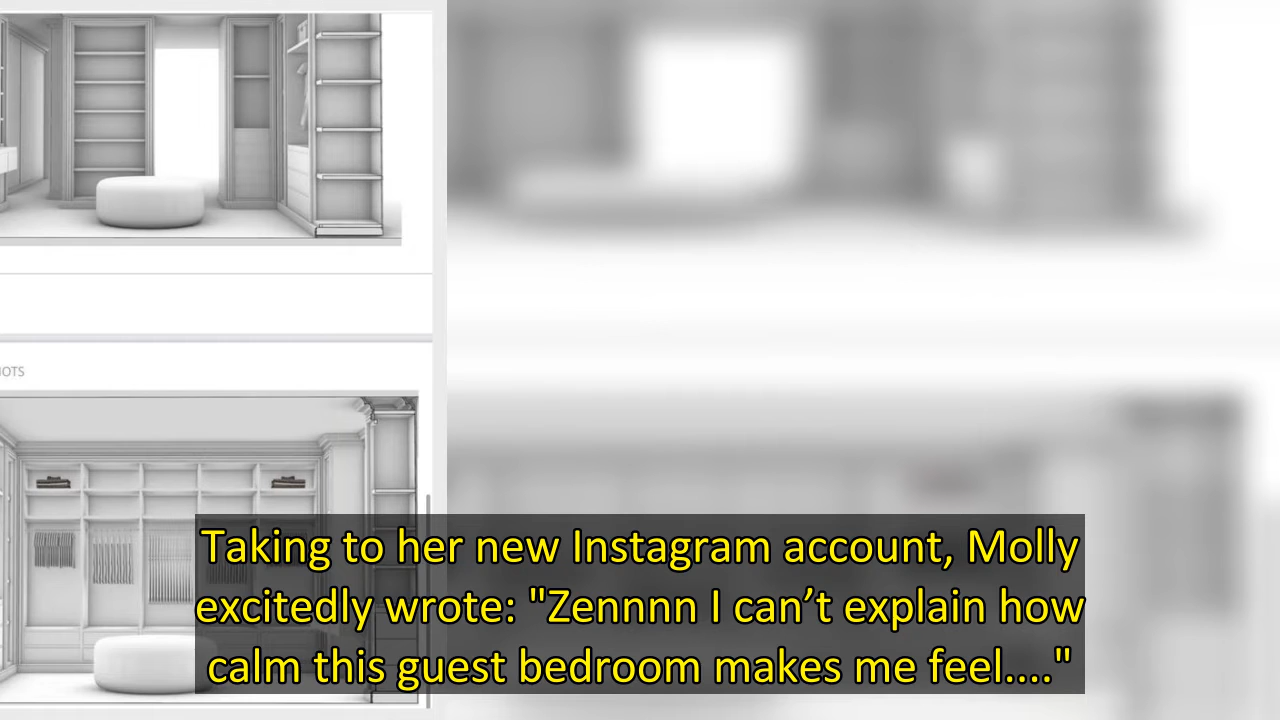 IOTS
Taking to her new Instagram account, Molly
excitedly wrote: "Zennnn I can’t explain how
calm this guest bedroom makes me feel...."